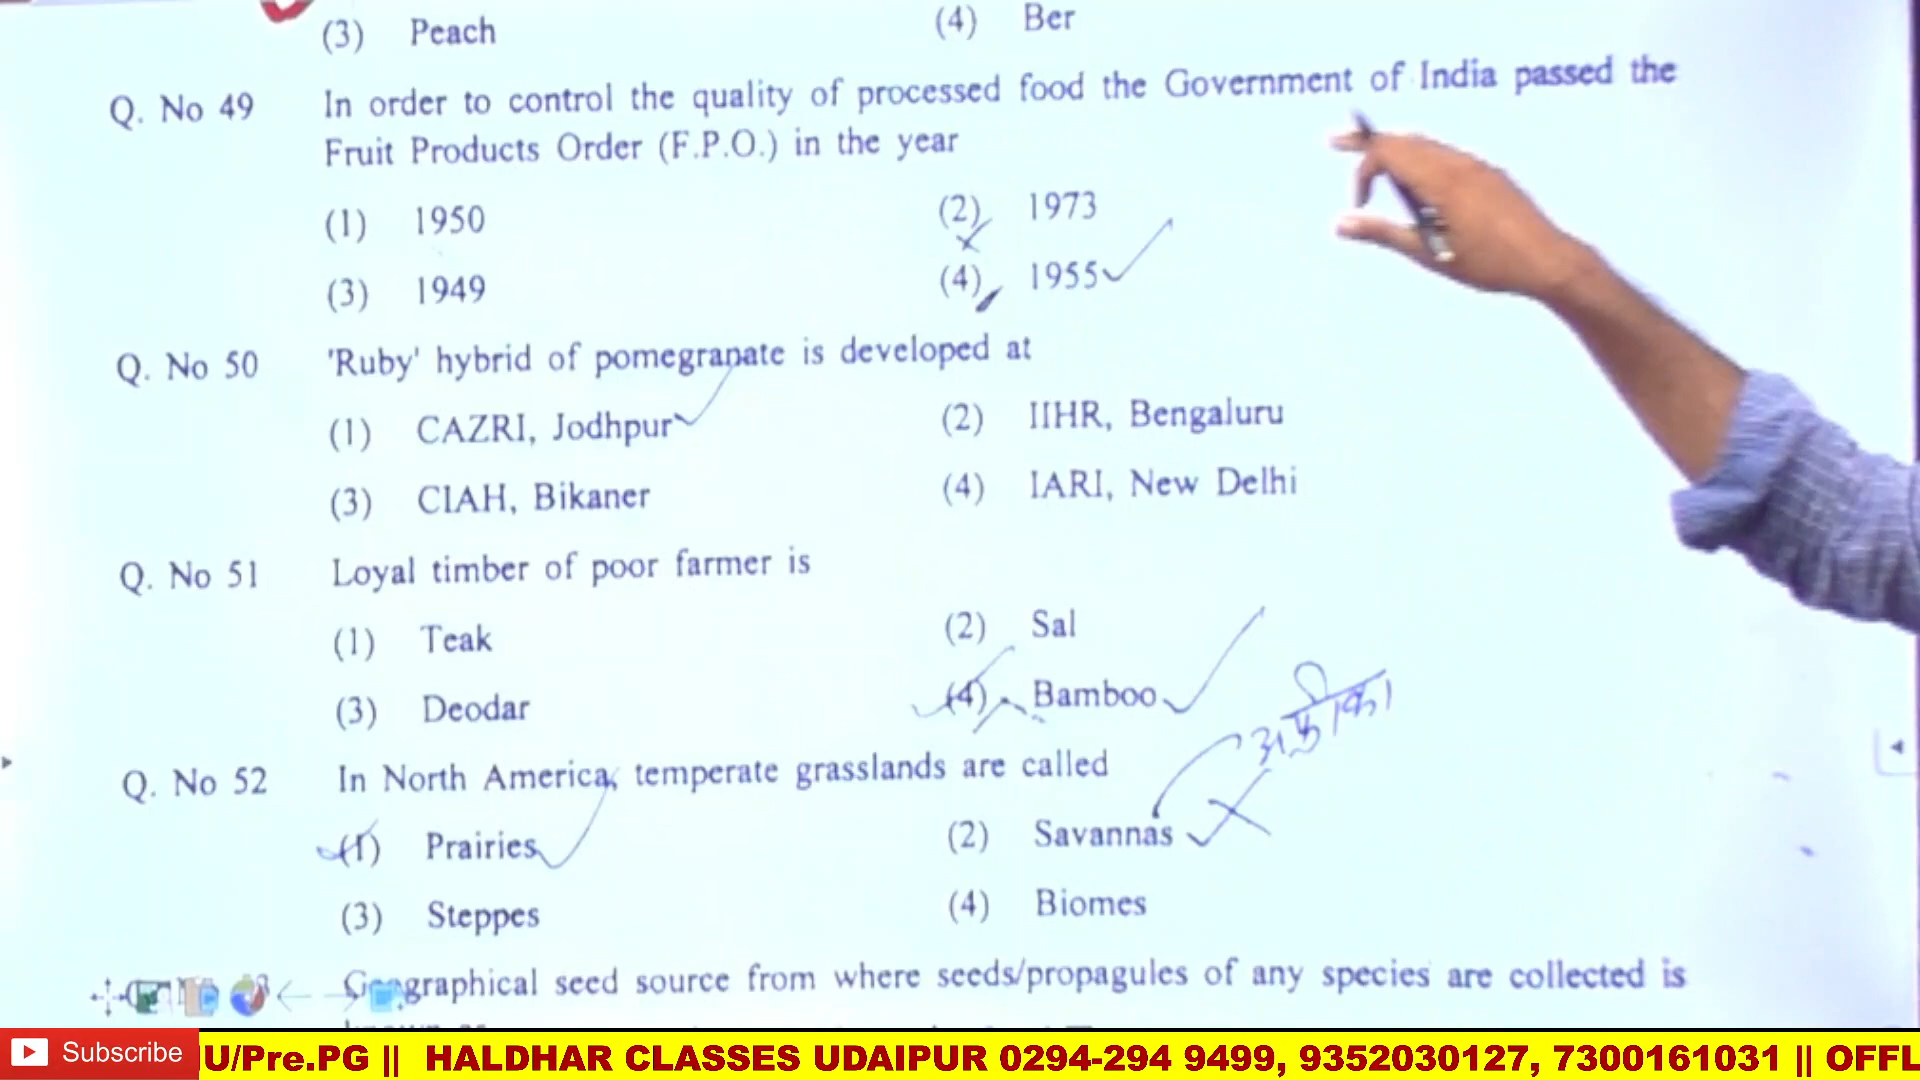 (3) Peach (4) Ber
Q. No 49 In order to control the quality of processed food the Government of India passed the
Fruit Products Order (F.P.O.) in the year
(1) 1950 (2) 1973
(3) 1949 (4) 1955
Q. No 50 'Ruby' hybrid of pomegranate is developed at
(1) CAZRI, Jodhpur (2) IIHR, Bengaluru
(3) CIAH, Bikaner (4) IARI, New Delhi
Q. No 51 Loyal timber of poor farmer is
(1) Teak (2) Sal
(3) Deodar (4) Bamboo
Q. No 52 In North America, temperate grasslands are called
(1) Prairies (2) Savannas
(3) Steppes (4) Biomes
Geographical seed source from where seeds/propagules of any species are collected is
Subscribe U/Pre.PG || HALDHAR CLASSES UDAIPUR 0294-294 9499, 9352030127, 7300161031 || OFFL